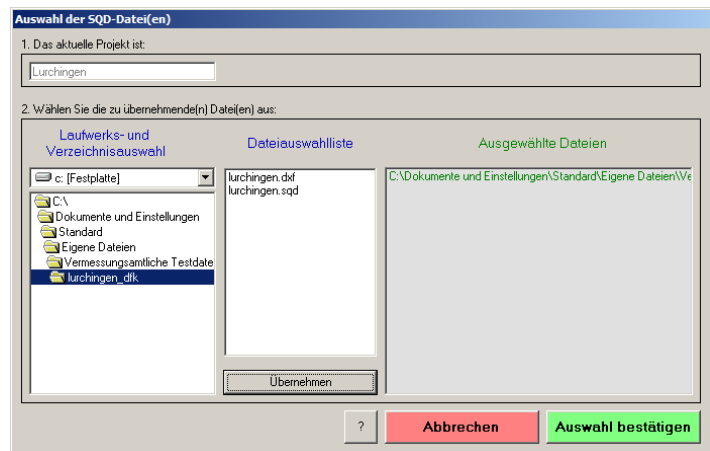 Auswahl der SQD-Datei(en)
1. Das aktuelle Projekt ist:
Lurchingen
2. Wählen Sie die zu übernehmende(n) Datei(en) aus:
Laufwerks- und
Verzeichnisauswahl
Dateiauswahlliste
Ausgewählte Dateien
c: [Festplatte]
C:\
Dokumente und Einstellungen
Standard
Eigene Dateien
Vermessungsamtliche Testdate
lurchingen_dfk
lurchingen.dxf
lurchingen.sqd
Übernehmen
C:\Dokumente und Einstellungen\Standard\Eigene Dateien\Ve
?
Abbrechen
Auswahl bestätigen